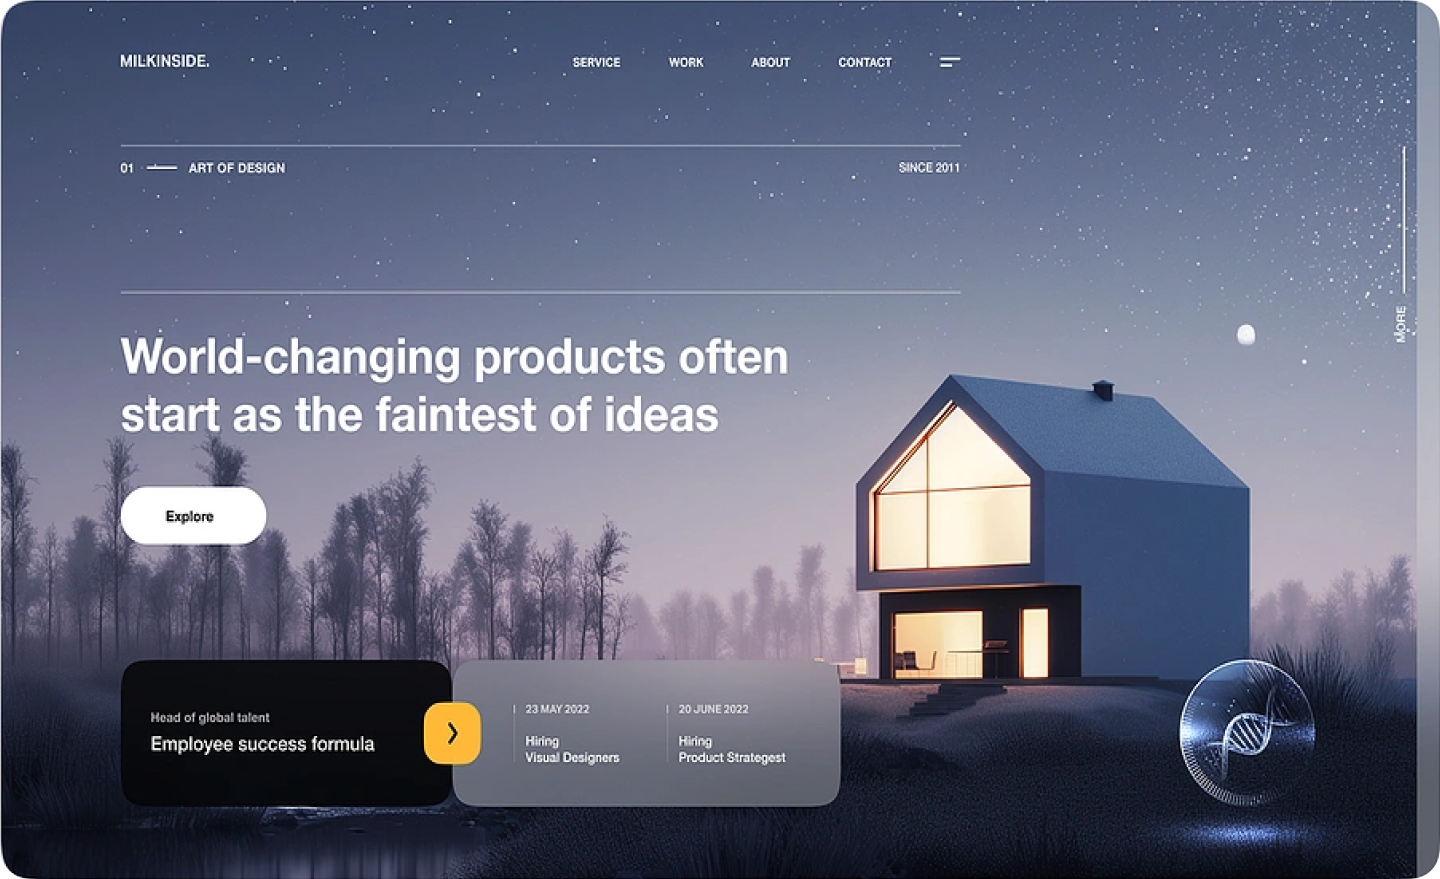 MILKINSIDE.
SERVICE WORK ABOUT CONTACT
01 ART OF DESIGN SINCE 2011
MORE
World-changing products often
start as the faintest of ideas
Explore
Head of global talent
Employee success formula
23 MAY 2022
Hiring
Visual Designers
20 JUNE 2022
Hiring
Product Strategest